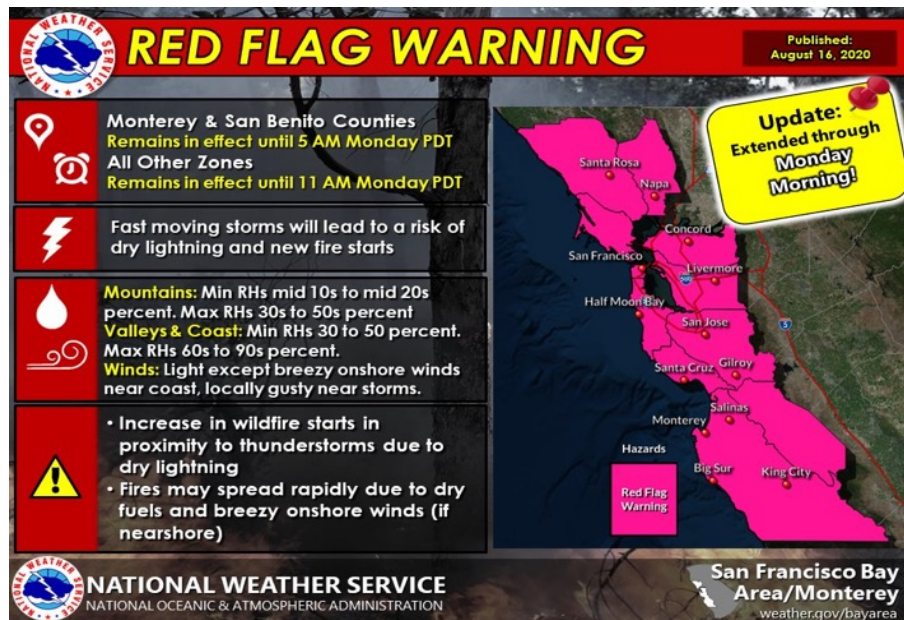 NATIONAL WEATHER SERVICE
RED FLAG WARNING
Published:
August 16, 2020
Monterey & San Benito Counties
Remains in effect until 5 AM Monday PDT
All Other Zones
Remains in effect until 11 AM Monday PDT
Fast moving storms will lead to a risk of
dry lightning and new fire starts
Mountains: Min RHs mid 10s to mid 20s
percent. Max RHs 30s to 50s percent
Valleys & Coast: Min RHs 30 to 50 percent.
Max RHs 60s to 90s percent.
Winds: Light except breezy onshore winds
near coast, locally gusty near storms.
• Increase in wildfire starts in
proximity to thunderstorms due to
dry lightning
• Fires may spread rapidly due to dry
fuels and breezy onshore winds (if
nearshore)
Update:
Extended through
Monday
Morning!
Santa Rosa
Napa
Concord
San Francisco
Livermore
Half Moon Bay
San Jose
Santa Cruz
Gilroy
Salinas
Monterey
Big Sur
King City
5
Hazards
Red Flag
Warning
NATIONAL WEATHER SERVICE
NATIONAL WEATHER SERVICE
NATIONAL OCEANIC & ATMOSPHERIC ADMINISTRATION
San Francisco Bay
Area/Monterey
weather.gov/bayarea